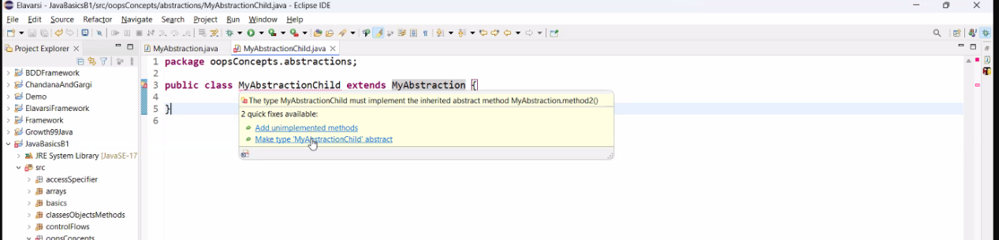 Elavarsi - JavaBasicsB1/src/oopsConcepts/abstractions/MyAbstractionChild.java - Eclipse IDE
File Edit Source Refactor Navigate Search Project Run Window Help
Project Explorer
MyAbstraction.java
MyAbstractionChild.java
BDDFramework
ChandanaAndGargi
Demo
ElavarsiFramework
Framework
Growth99Java
JavaBasicsB1
JRE System Library [JavaSE-17
src
accessSpecifier
arrays
basics
classesObjectsMethods
controlFlows
oopsConcepts
1 package oopsConcepts.abstractions;
2
3 public class MyAbstractionChild extends MyAbstraction {
4
5 }
6
The type MyAbstractionChild must implement the inherited abstract method MyAbstraction.method2()
2 quick fixes available:
Add unimplemented methods
Make type 'MyAbstractionChild' abstract